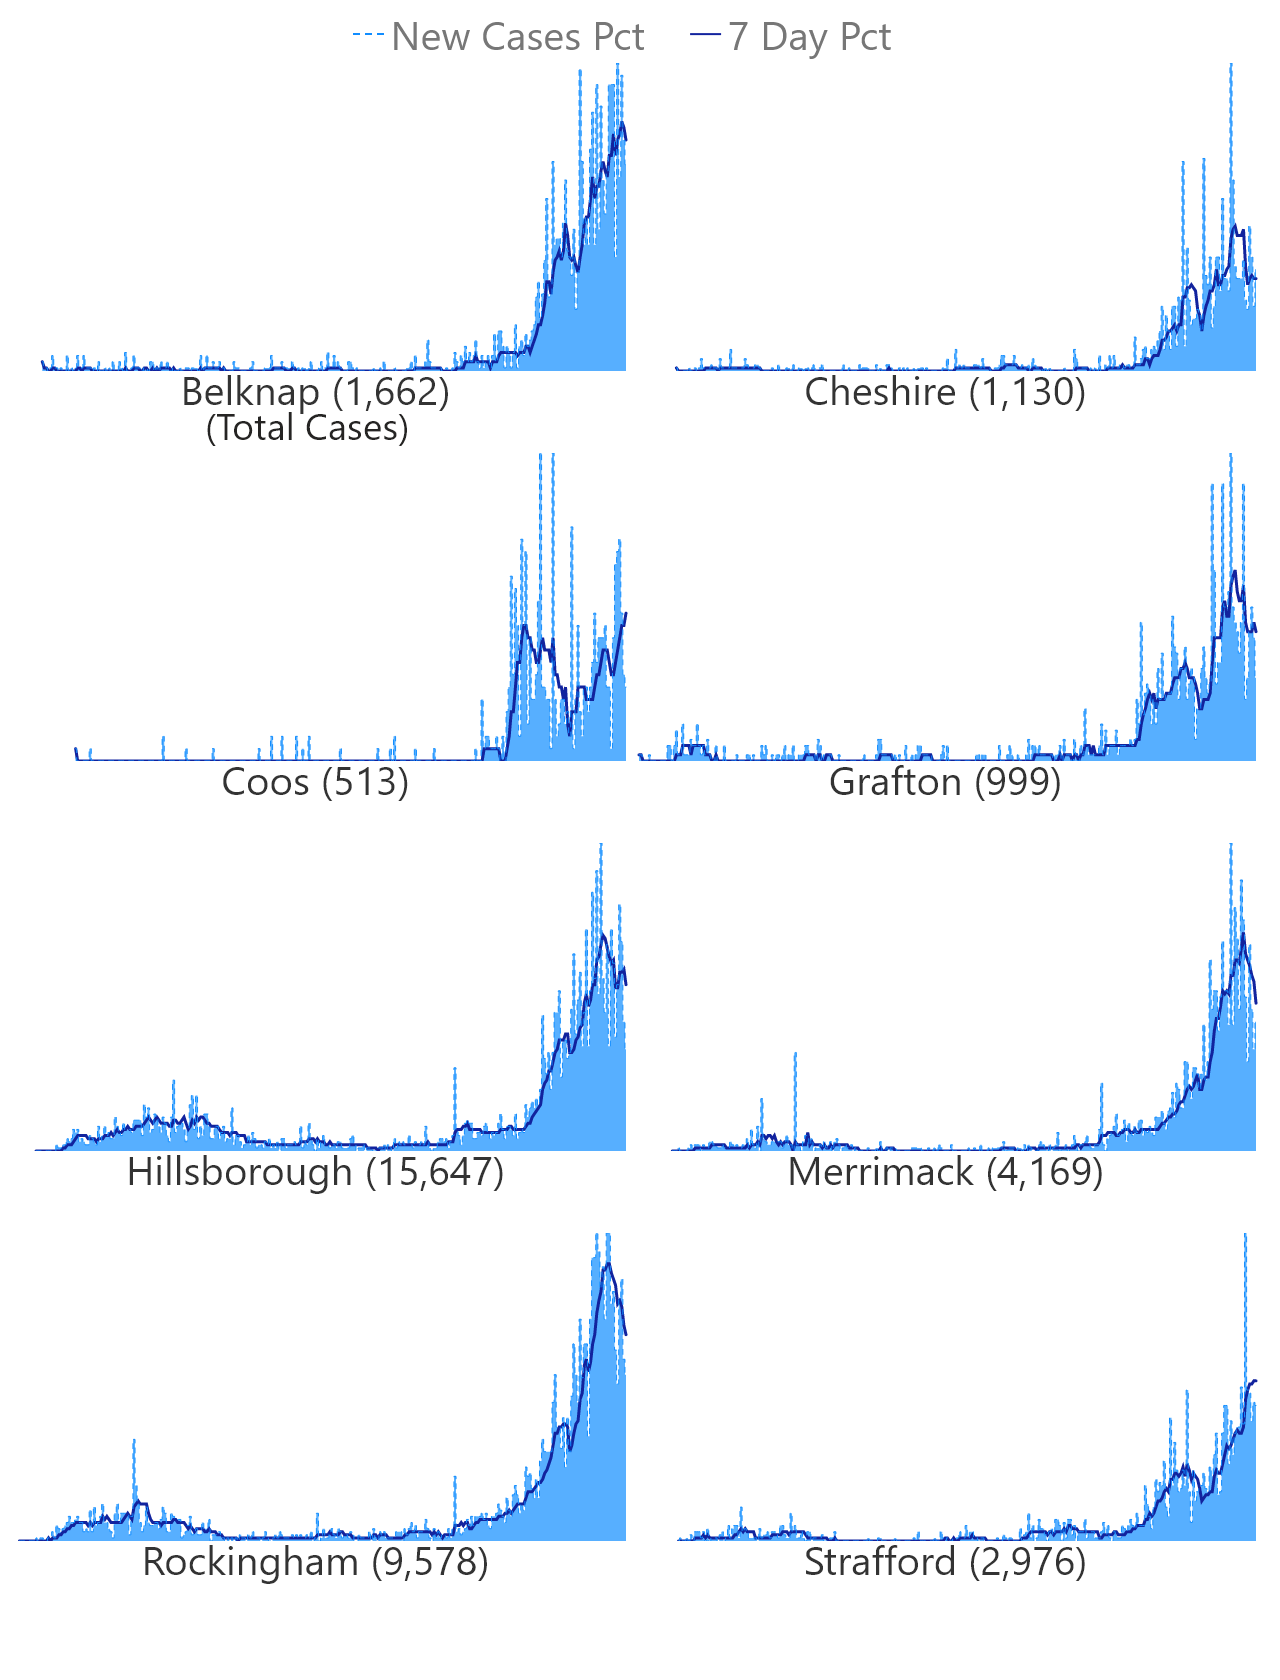 New Cases Pct 7 Day Pct
Belknap (1,662)
(Total Cases)
Cheshire (1,130)
Coos (513)
Grafton (999)
Hillsborough (15,647)
Merrimack (4,169)
Rockingham (9,578)
Strafford (2,976)